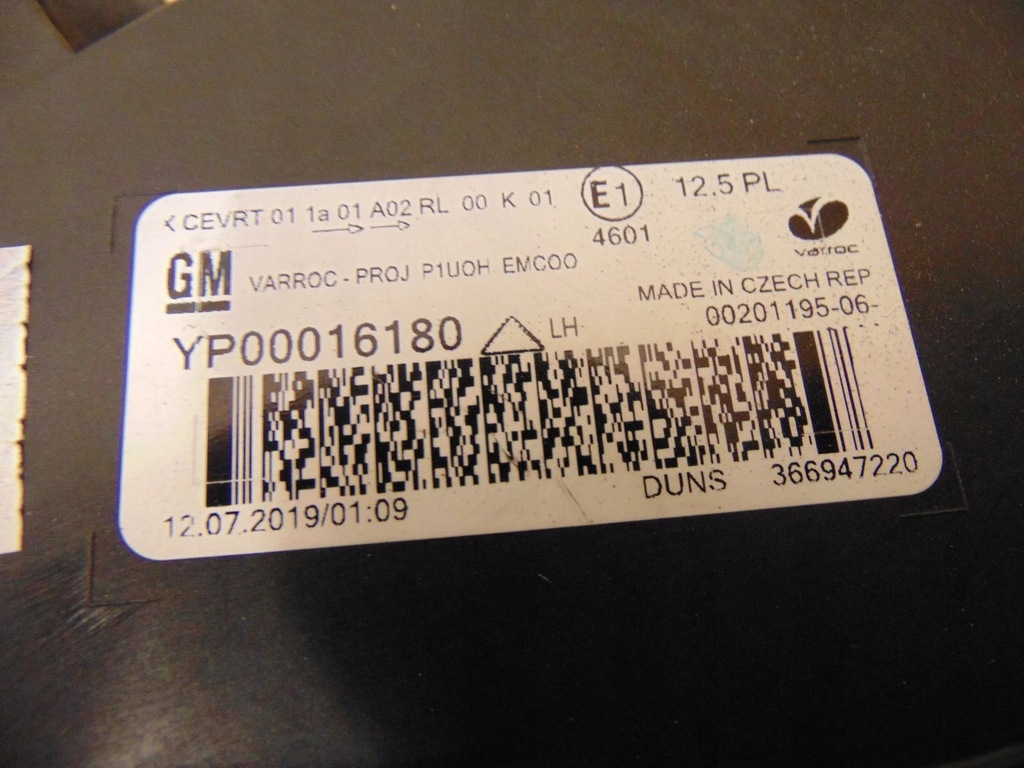 CEVRT 01 1a 01 A02 RL 00 K 01
E1
4601
12.5 PL
varroc
GM
VARROC - PROJ P1UOH EMC00
MADE IN CZECH REP
00201195-06-
YP00016180
LH
12.07.2019/01:09
DUNS 366947220